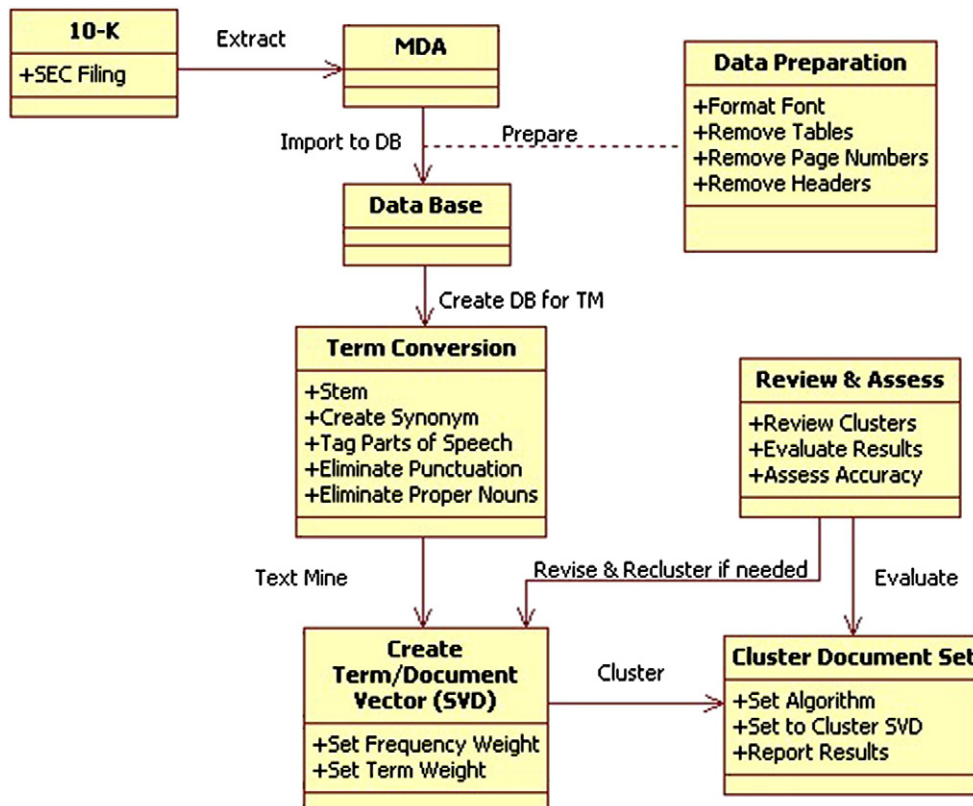 10-K
+SEC Filing
Extract
MDA
Data Preparation
+Format Font
+Remove Tables
+Remove Page Numbers
+Remove Headers
Import to DB
Prepare
Data Base
Create DB for TM
Term Conversion
+Stem
+Create Synonym
+Tag Parts of Speech
+Eliminate Punctuation
+Eliminate Proper Nouns
Review & Assess
+Review Clusters
+Evaluate Results
+Assess Accuracy
Text Mine
Revise & Recluster if needed
Evaluate
Create
Term/Document
Vector (SVD)
+Set Frequency Weight
+Set Term Weight
Cluster
Cluster Document Set
+Set Algorithm
+Set to Cluster SVD
+Report Results